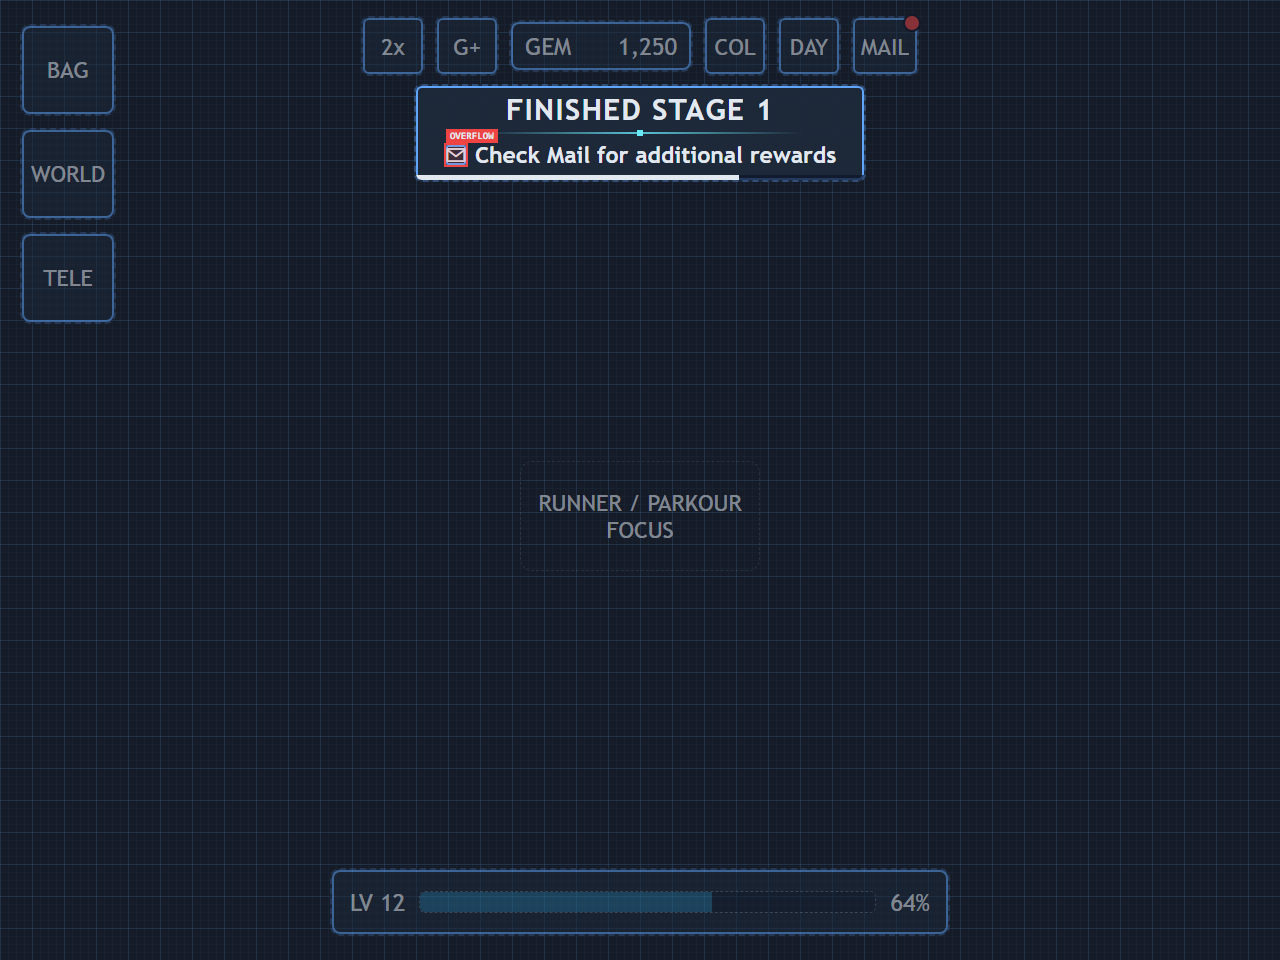 2x
G+
GEM 1,250
COL
DAY
MAIL
BAG
WORLD
TELE
FINISHED STAGE 1
OVERFLOW
Check Mail for additional rewards
RUNNER / PARKOUR
FOCUS
LV 12
64%